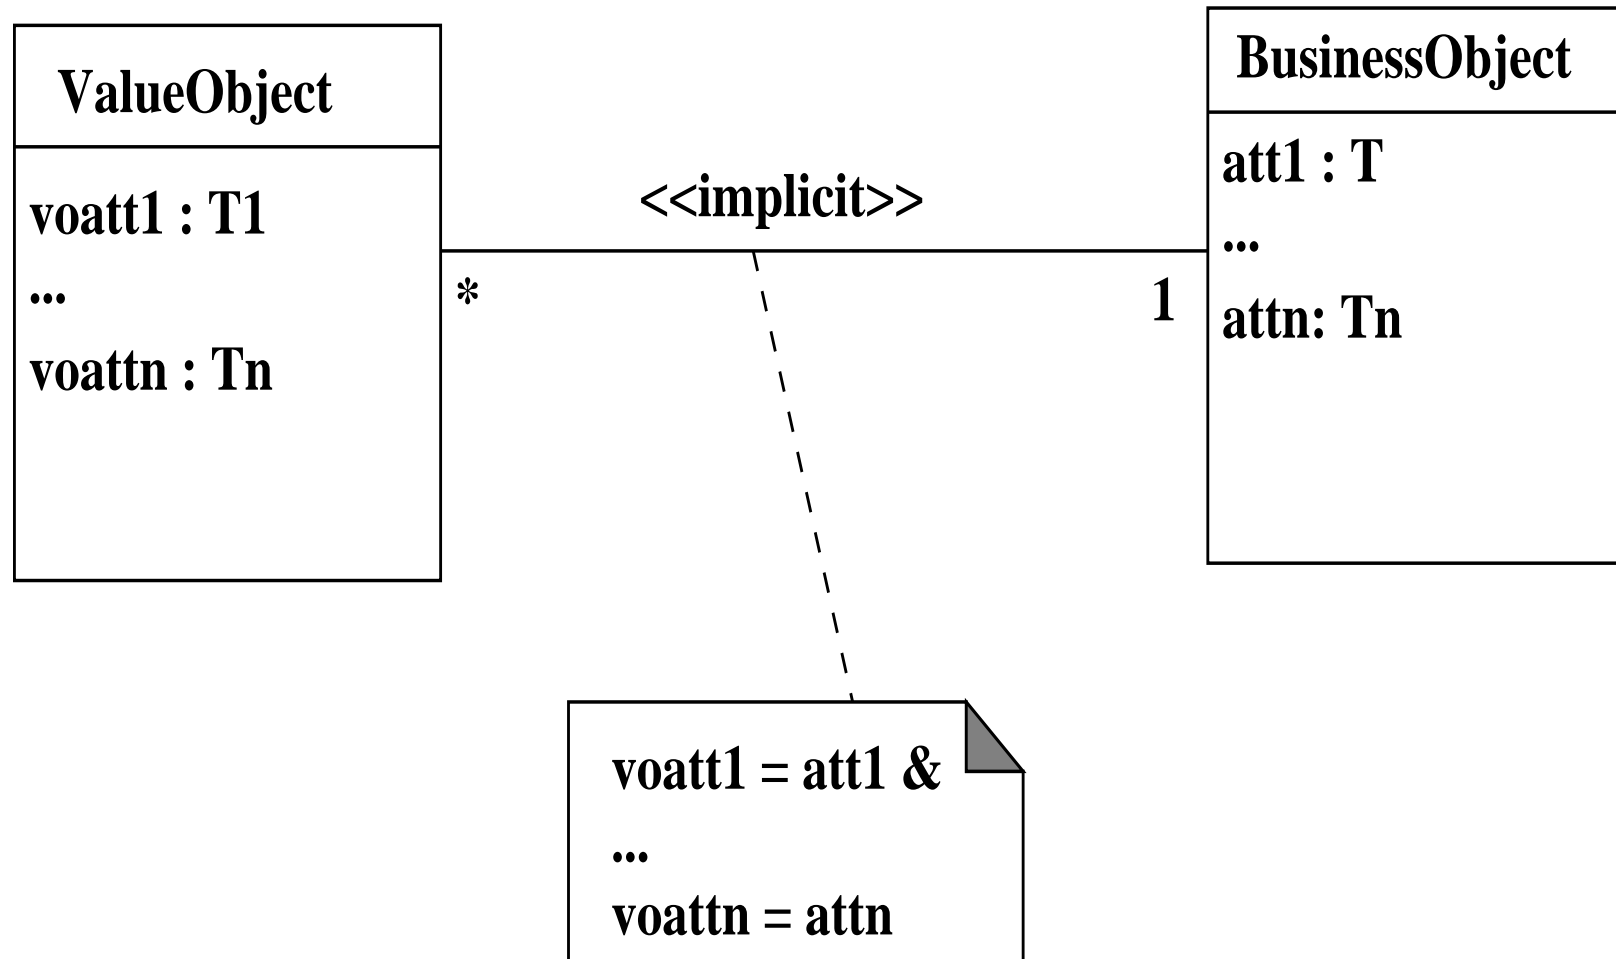 ValueObject
voatt1 : T1
...
voattn : Tn
<<implicit>>
*
1
BusinessObject
att1 : T
...
attn: Tn
voatt1 = att1 &
...
voattn = attn